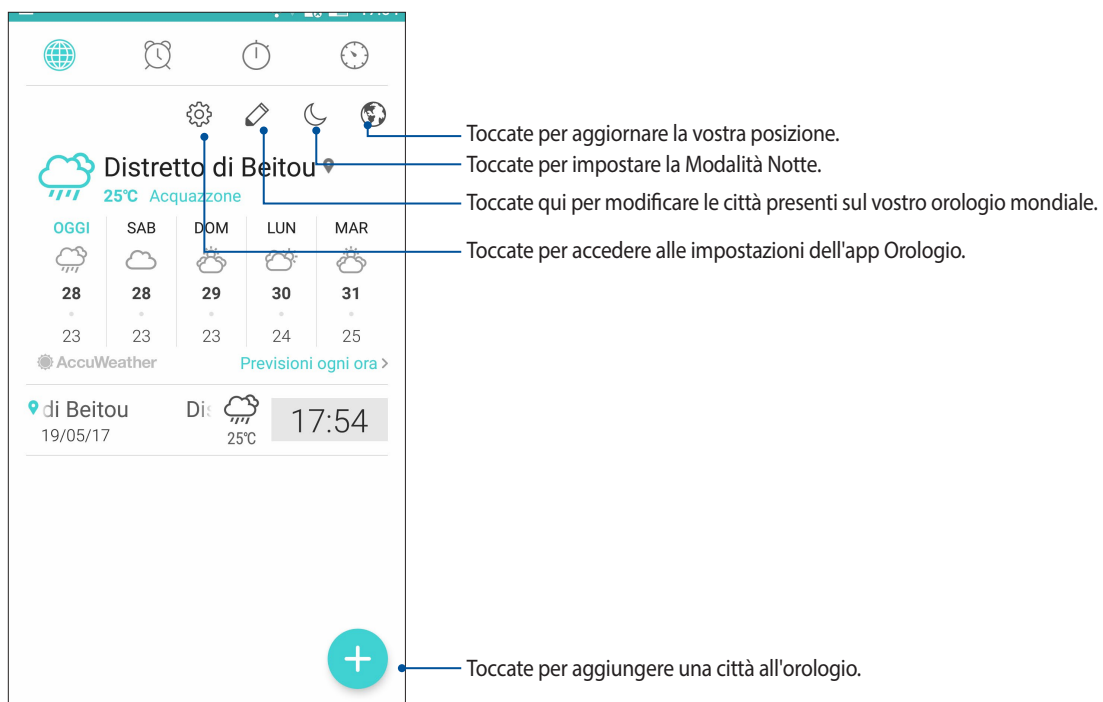 Toccate per aggiornare la vostra posizione.
Toccate per impostare la Modalità Notte.
Toccate qui per modificare le città presenti sul vostro orologio mondiale.
Toccate per accedere alle impostazioni dell'app Orologio.
Distretto di Beitou
25°C Acquazzone
OGGI SAB DOM LUN MAR
28 28 29 30 31
23 23 23 24 25
AccuWeather Previsioni ogni ora >
di Beitou Dis
19/05/17
25°C
17:54
Toccate per aggiungere una città all'orologio.